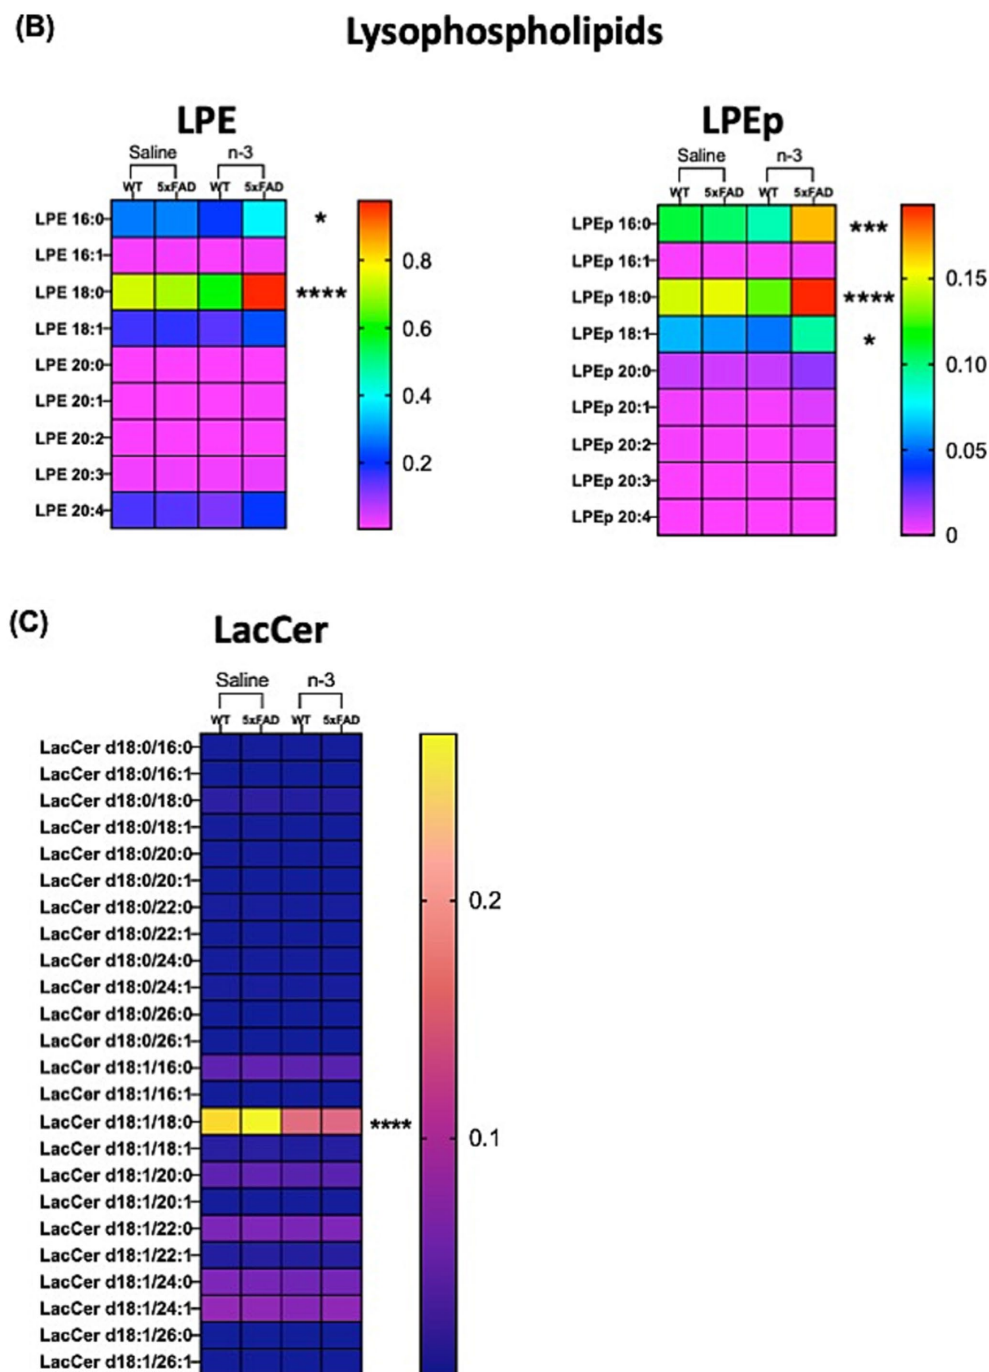 (B)
Lysophospholipids
LPE
Saline n-3
WT 5xFAD WT 5xFAD
LPE 16:0 *
LPE 16:1
LPE 18:0 ****
LPE 18:1
LPE 20:0
LPE 20:1
LPE 20:2
LPE 20:3
LPE 20:4
0.8
0.6
0.4
0.2
LPEp
Saline n-3
WT 5xFAD WT 5xFAD
LPEp 16:0 ***
LPEp 16:1
LPEp 18:0 ****
LPEp 18:1 *
LPEp 20:0
LPEp 20:1
LPEp 20:2
LPEp 20:3
LPEp 20:4
0.15
0.10
0.05
0
(C)
LacCer
Saline n-3
WT 5xFAD WT 5xFAD
LacCer d18:0/16:0
LacCer d18:0/16:1
LacCer d18:0/18:0
LacCer d18:0/18:1
LacCer d18:0/20:0
LacCer d18:0/20:1
LacCer d18:0/22:0
LacCer d18:0/22:1
LacCer d18:0/24:0
LacCer d18:0/24:1
LacCer d18:0/26:0
LacCer d18:0/26:1
LacCer d18:1/16:0
LacCer d18:1/16:1
LacCer d18:1/18:0 ****
LacCer d18:1/18:1
LacCer d18:1/20:0
LacCer d18:1/20:1
LacCer d18:1/22:0
LacCer d18:1/22:1
LacCer d18:1/24:0
LacCer d18:1/24:1
LacCer d18:1/26:0
LacCer d18:1/26:1
0.2
0.1